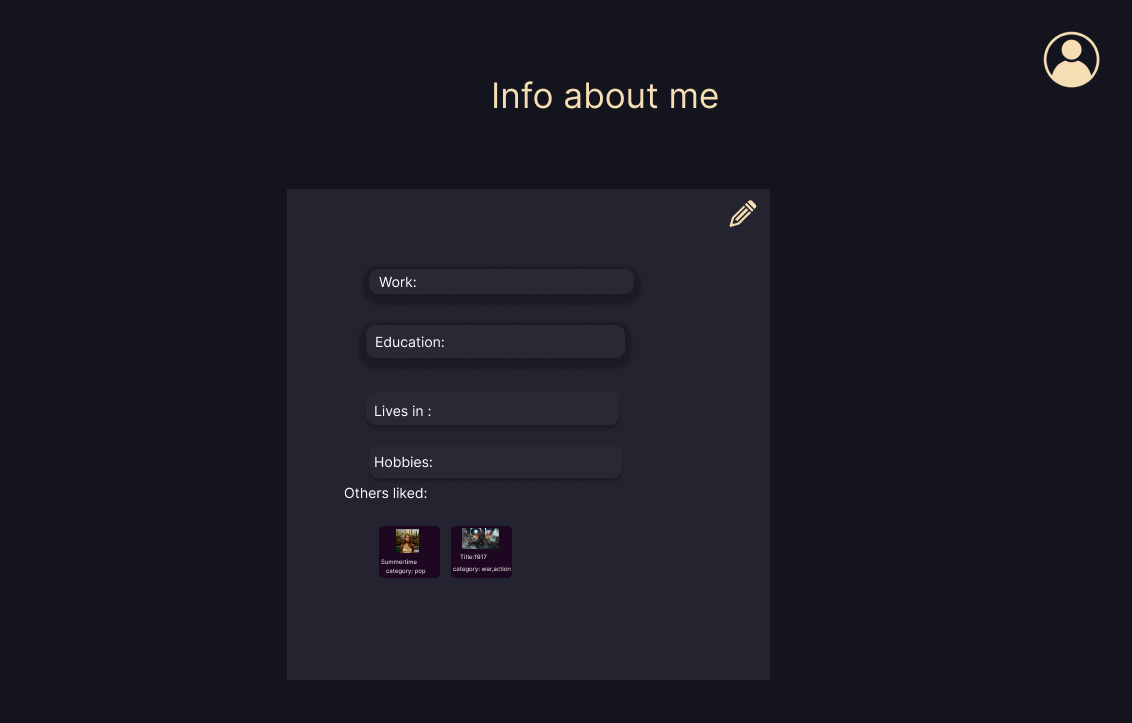 Info about me
Work:
Education:
Lives in :
Hobbies:
Others liked:
Summertime
category: pop
Title:1917
category: war,action